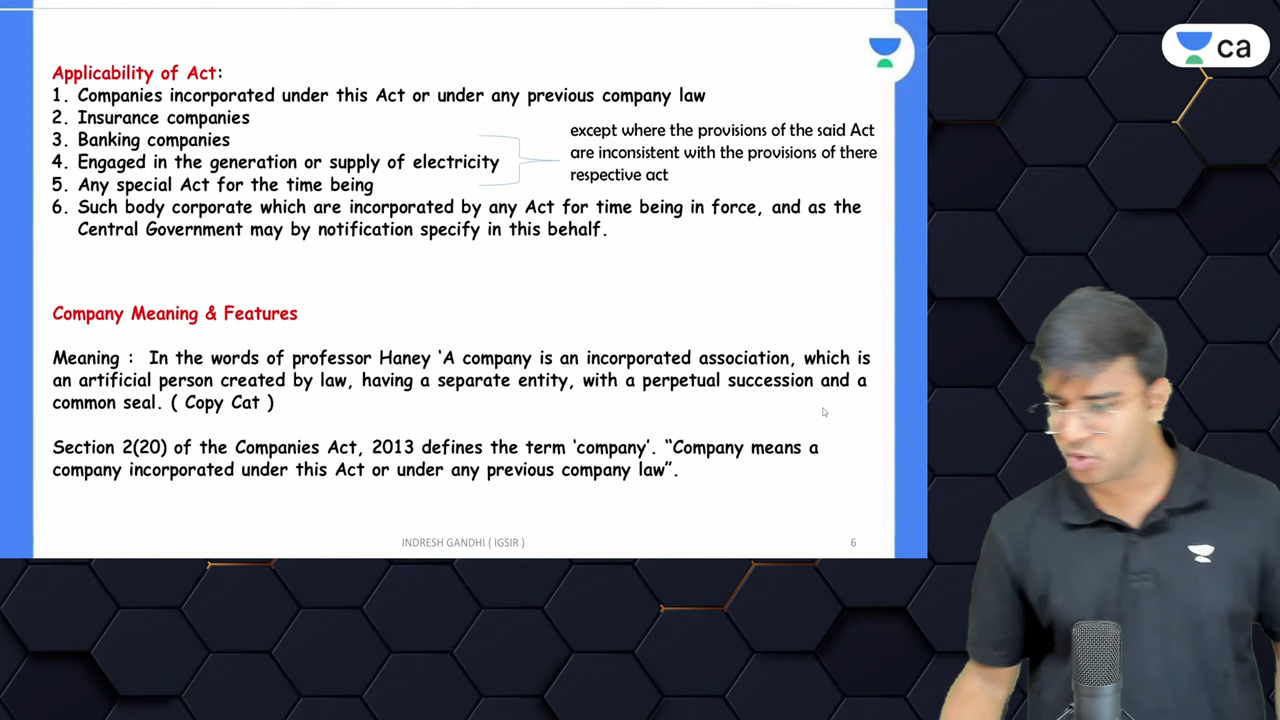 ca
Applicability of Act:
1. Companies incorporated under this Act or under any previous company law
2. Insurance companies
3. Banking companies
4. Engaged in the generation or supply of electricity
5. Any special Act for the time being
except where the provisions of the said Act
are inconsistent with the provisions of there
respective act
6. Such body corporate which are incorporated by any Act for time being in force, and as the
Central Government may by notification specify in this behalf.
Company Meaning & Features
Meaning : In the words of professor Haney ‘A company is an incorporated association, which is
an artificial person created by law, having a separate entity, with a perpetual succession and a
common seal. ( Copy Cat )
Section 2(20) of the Companies Act, 2013 defines the term ‘company’. “Company means a
company incorporated under this Act or under any previous company law”.
INDRESH GANDHI ( IGSIR )
6